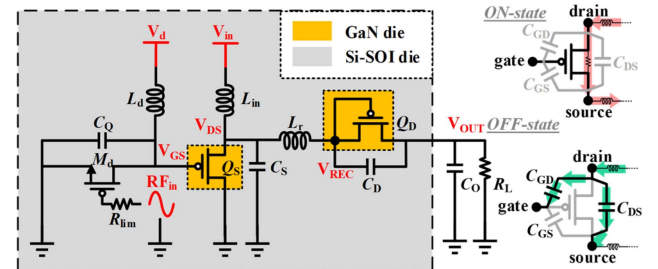 V_d
V_in
GaN die
Si-SOI die
ON-state
drain
C_GD
gate
C_DS
C_GS
source
L_d
L_in
C_Q
V_DS
L_r
Q_D
V_OUT
OFF-state
V_GS
M_d
Q_S
C_S
V_REC
C_D
C_O
R_L
RF_in
R_lim
drain
C_GD
gate
C_DS
C_GS
source